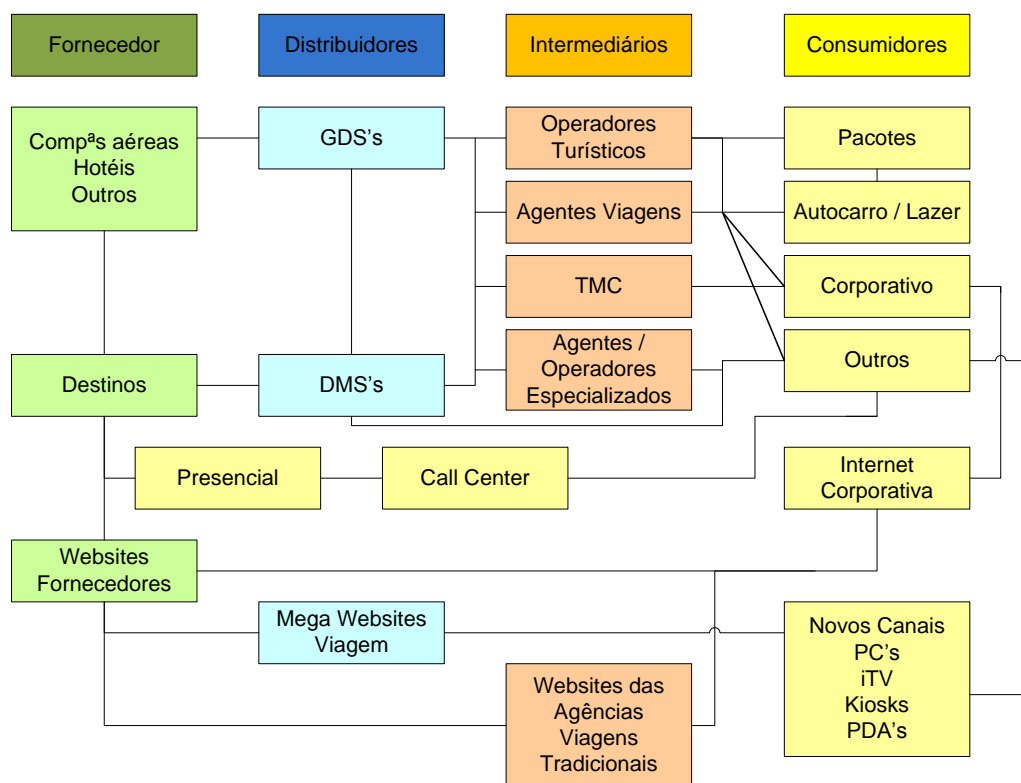 Fornecedor
Distribuidores
Intermediários
Consumidores
Compªs aéreas
Hotéis
Outros
GDS's
Operadores
Turísticos
Pacotes
Agentes Viagens
Autocarro / Lazer
TMC
Corporativo
Destinos
DMS's
Agentes /
Operadores
Especializados
Outros
Presencial
Call Center
Internet
Corporativa
Websites
Fornecedores
Mega Websites
Viagem
Novos Canais
PC's
iTV
Kiosks
PDA's
Websites das
Agências
Viagens
Tradicionais